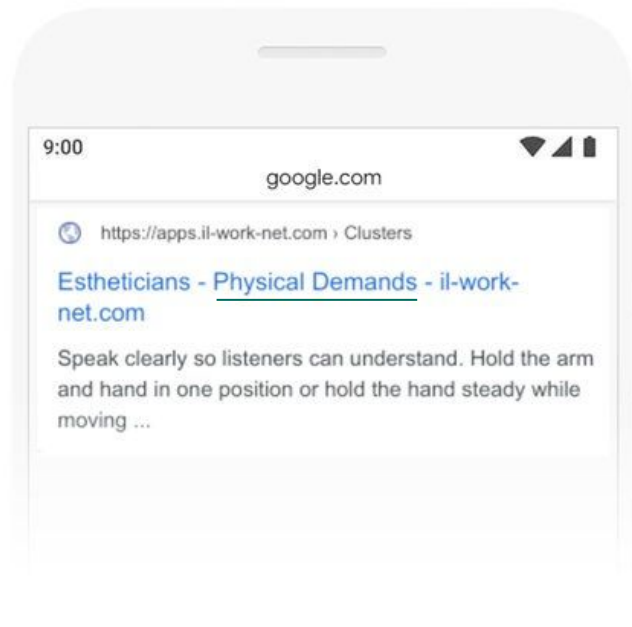 9:00
google.com
https://apps.il-work-net.com › Clusters
Estheticians - Physical Demands - il-work-
net.com
Speak clearly so listeners can understand. Hold the arm
and hand in one position or hold the hand steady while
moving ...